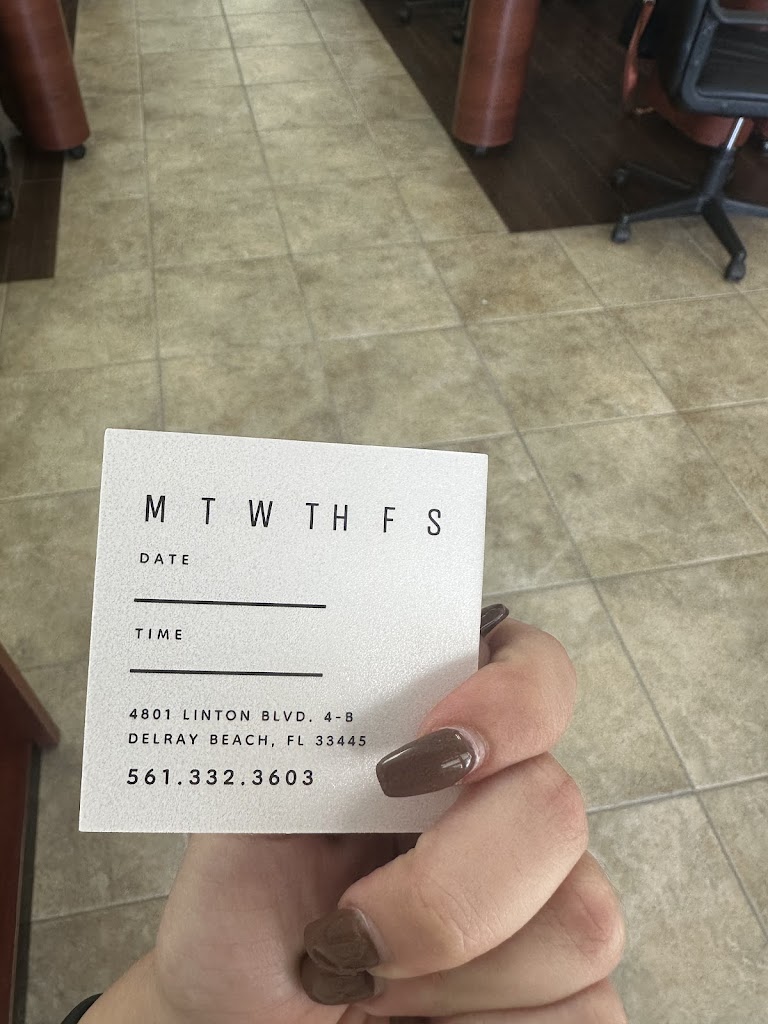 M T W TH F S
DATE
TIME
4801 LINTON BLVD. 4-B
DELRAY BEACH, FL 33445
561.332.3603